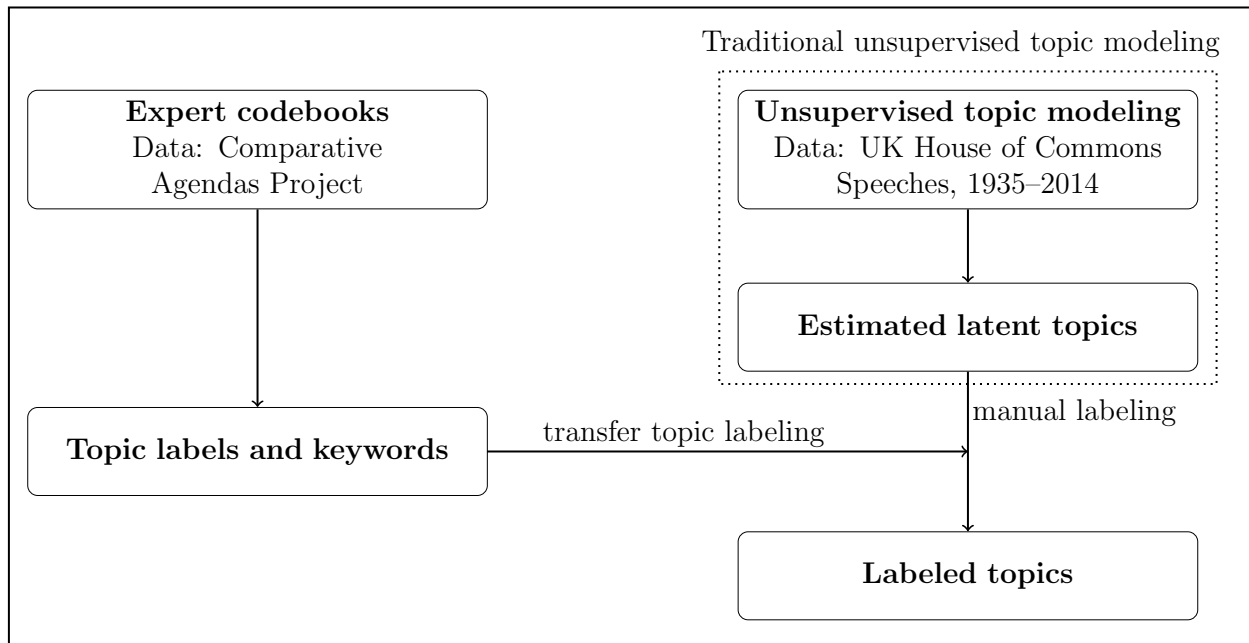 Traditional unsupervised topic modeling
Expert codebooks
Data: Comparative
Agendas Project
Unsupervised topic modeling
Data: UK House of Commons
Speeches, 1935–2014
Estimated latent topics
manual labeling
transfer topic labeling
Topic labels and keywords
Labeled topics